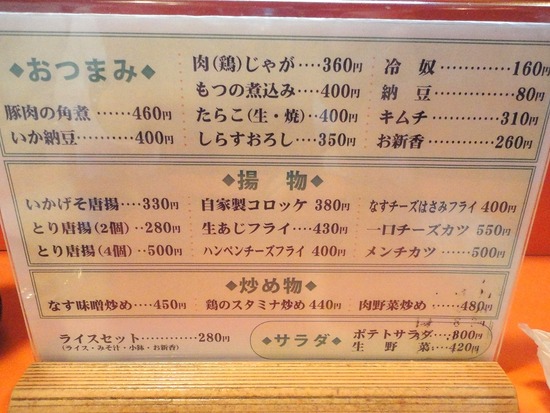 ◆おつまみ◆
豚肉の角煮……460円
いか納豆………400円
肉(鶏)じゃが……360円
もつの煮込み……400円
たらこ(生・焼)…400円
しらすおろし……350円
冷奴…………160円
納豆……………80円
キムチ…………310円
お新香…………260円
◆揚物◆
いかげそ唐揚……330円
とり唐揚(2個)…280円
とり唐揚(4個)…500円
自家製コロッケ 380円
生あじフライ……430円
ハンペンチーズフライ 400円
なすチーズはさみフライ 400円
一口チーズカツ 550円
メンチカツ……500円
◆炒め物◆
なす味噌炒め……450円
鶏のスタミナ炒め 440円
肉野菜炒め……480円
ライスセット…………280円
(ライス・みそ汁・小鉢・お新香)
◆サラダ◆
ポテトサラダ…300円
生野菜…420円